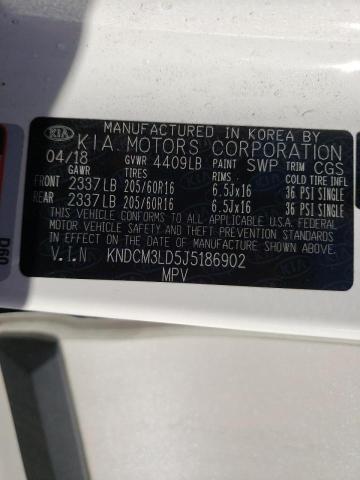 MANUFACTURED IN KOREA BY
KIA KIA MOTORS CORPORATION
04/18 GVWR 4409LB PAINT SWP TRIM CGS
GAWR TIRES RIMS COLD TIRE INFL
FRONT 2337LB 205/60R16 6.5Jx16 36 PSI SINGLE
REAR 2337LB 205/60R16 6.5Jx16 36 PSI SINGLE
THIS VEHICLE CONFORMS TO ALL APPLICABLE U.S.A. FEDERAL
MOTOR VEHICLE SAFETY AND THEFT PREVENTION STANDARDS
IN EFFECT ON THE DATE OF MANUFACTURE SHOWN ABOVE.
V.I.N KNDCM3LD5J5186902
MPV